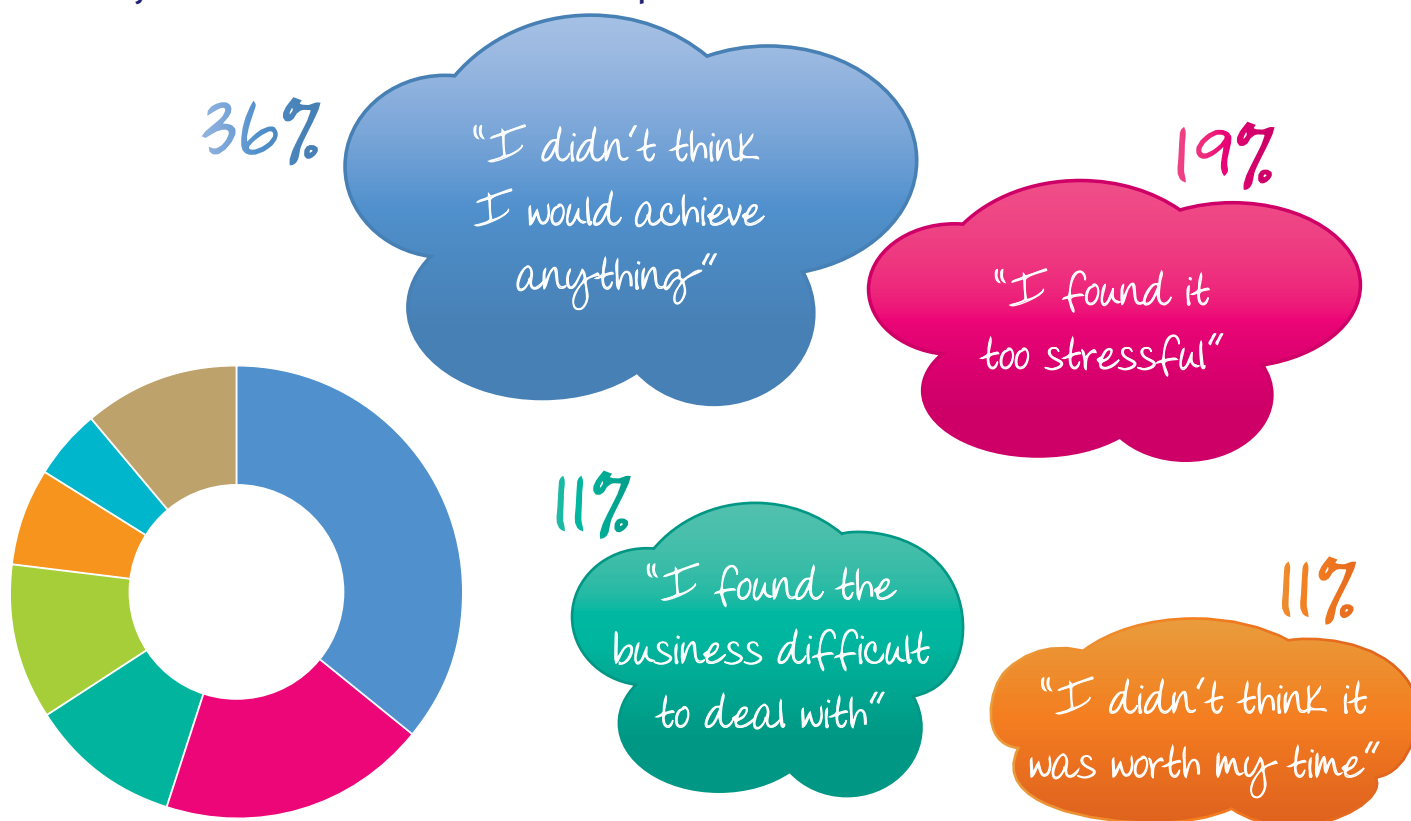 36%
"I didn't think
I would achieve
anything"
19%
"I found it
too stressful"
11%
"I found the
business difficult
to deal with"
11%
"I didn't think it
was worth my time"